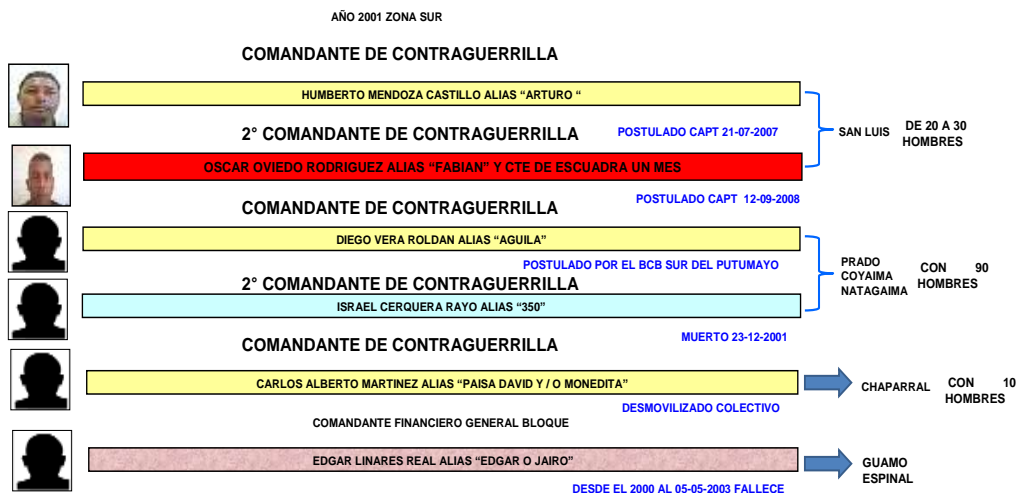 AÑO 2001 ZONA SUR
COMANDANTE DE CONTRAGUERRILLA
HUMBERTO MENDOZA CASTILLO ALIAS “ARTURO “
2° COMANDANTE DE CONTRAGUERRILLA
POSTULADO CAPT 21-07-2007
SAN LUIS
DE 20 A 30
HOMBRES
OSCAR OVIEDO RODRIGUEZ ALIAS “FABIAN” Y CTE DE ESCUADRA UN MES
POSTULADO CAPT 12-09-2008
COMANDANTE DE CONTRAGUERRILLA
DIEGO VERA ROLDAN ALIAS “AGUILA”
POSTULADO POR EL BCB SUR DEL PUTUMAYO
PRADO
COYAIMA
NATAGAIMA
CON 90
HOMBRES
2° COMANDANTE DE CONTRAGUERRILLA
ISRAEL CERQUERA RAYO ALIAS “350”
MUERTO 23-12-2001
COMANDANTE DE CONTRAGUERRILLA
CARLOS ALBERTO MARTINEZ ALIAS “PAISA DAVID Y / O MONEDITA”
CHAPARRAL
CON 10
HOMBRES
DESMOVILIZADO COLECTIVO
COMANDANTE FINANCIERO GENERAL BLOQUE
EDGAR LINARES REAL ALIAS “EDGAR O JAIRO”
GUAMO
ESPINAL
DESDE EL 2000 AL 05-05-2003 FALLECE